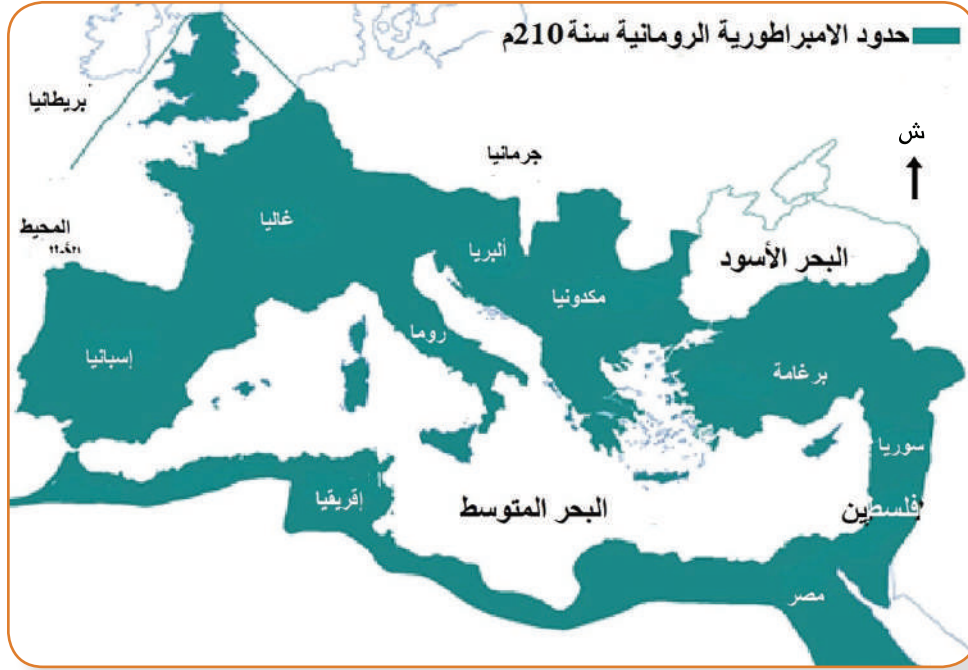 حدود الامبراطورية الرومانية سنة 210م
بريطانيا
ش
جرمانيا
المحيط
غاليا
ألبريا
البحر الأسود
مكدونيا
روما
إسبانيا
برغامة
سوريا
إفريقيا
البحر المتوسط
فلسطين
مصر